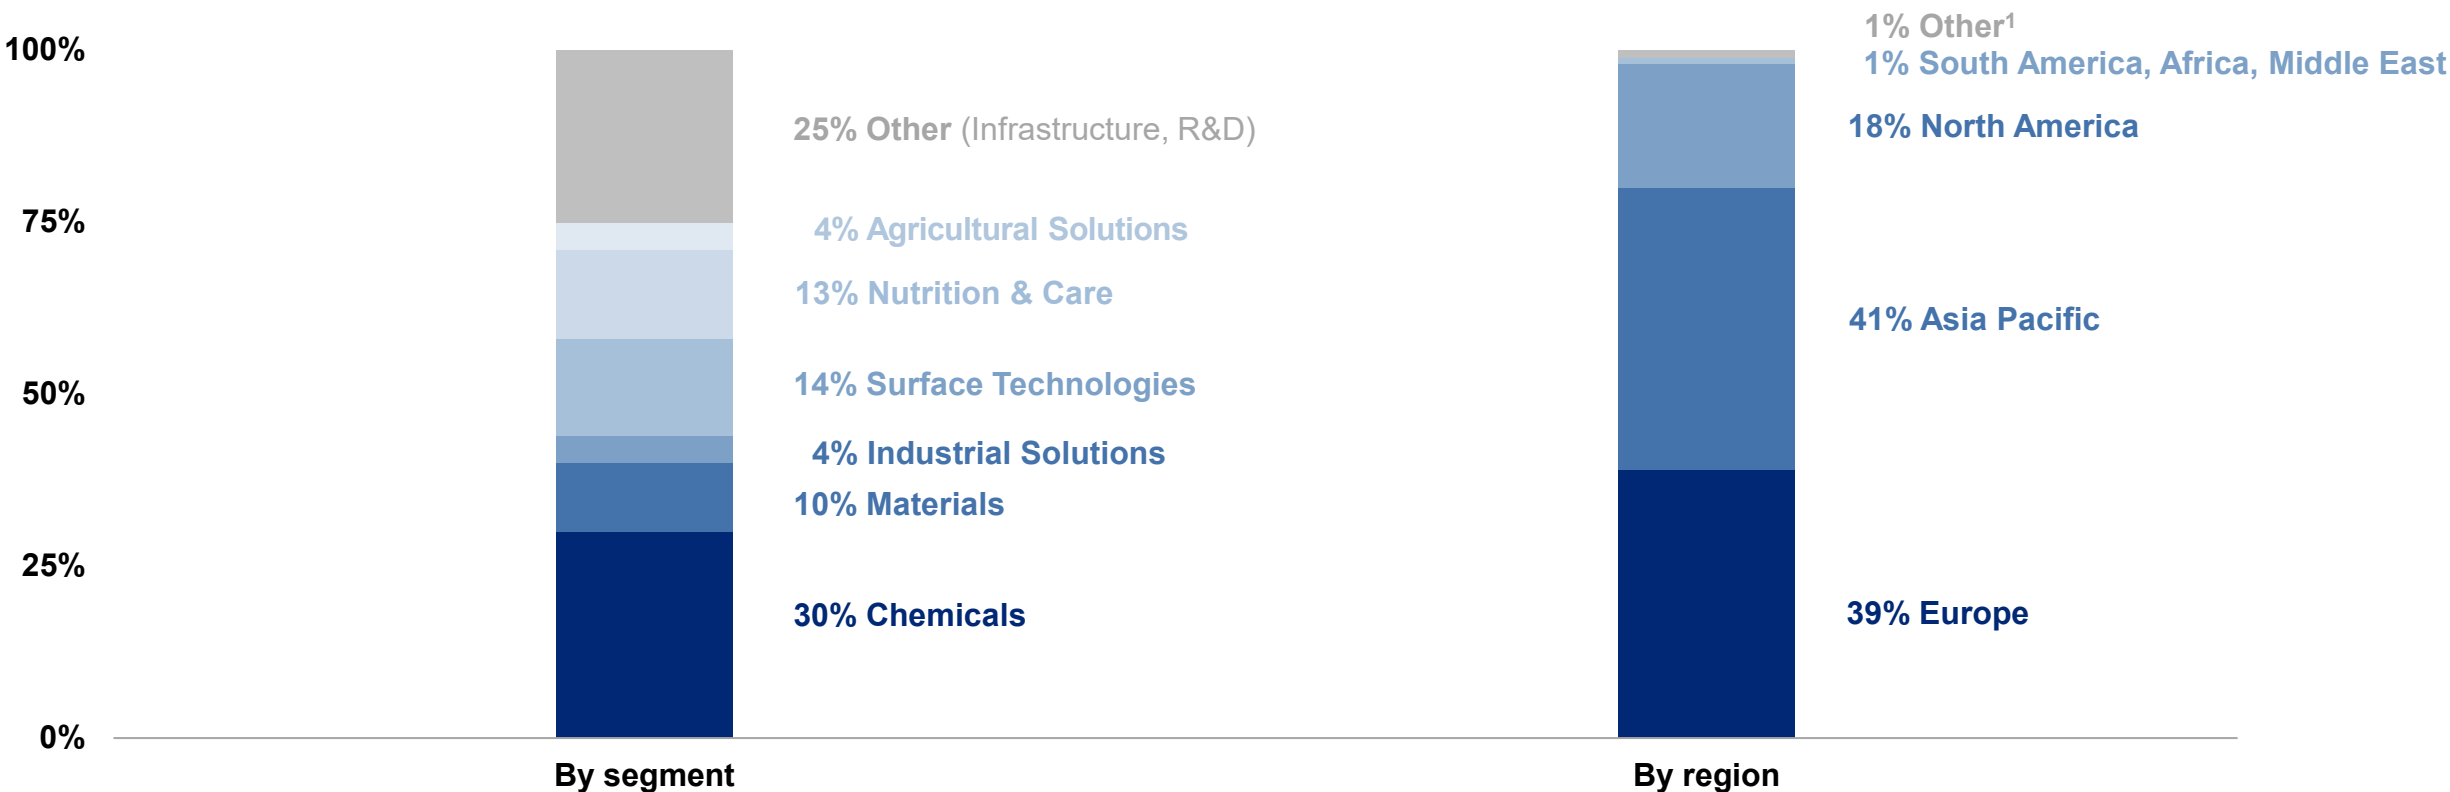 100%
75%
50%
25%
0%
25% Other (Infrastructure, R&D)
4% Agricultural Solutions
13% Nutrition & Care
14% Surface Technologies
4% Industrial Solutions
10% Materials
30% Chemicals
By segment
1% Other¹
1% South America, Africa, Middle East
18% North America
41% Asia Pacific
39% Europe
By region